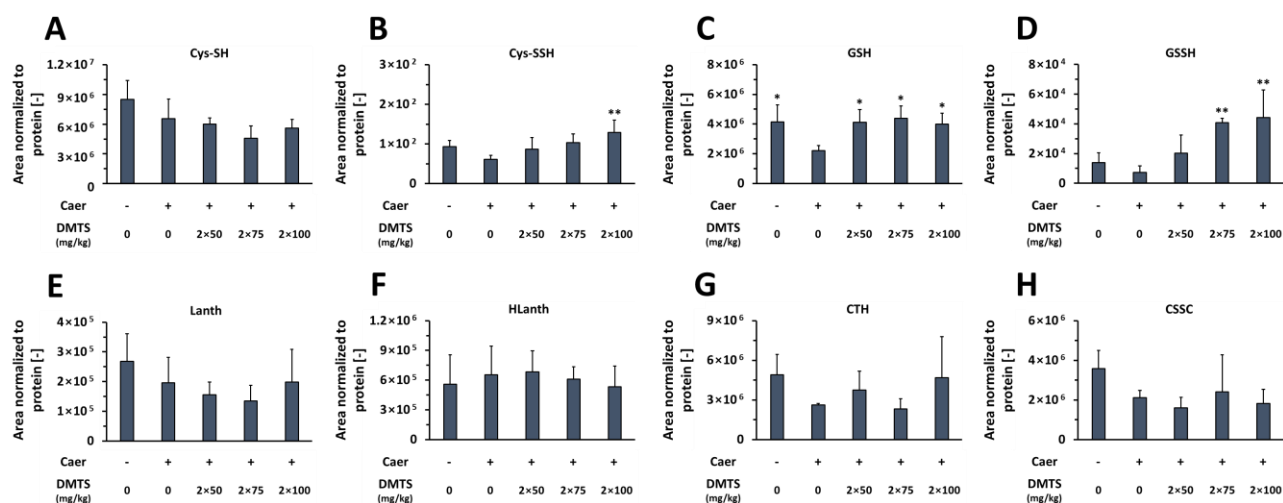 A
Cys-SH
Area normalized to protein [-]
1.2×10⁷
9×10⁶
6×10⁶
3×10⁶
0
Caer - + + + +
DMTS (mg/kg) 0 0 2×50 2×75 2×100
B
Cys-SSH
Area normalized to protein [-]
3×10²
2×10²
1×10²
0
**
Caer - + + + +
DMTS (mg/kg) 0 0 2×50 2×75 2×100
C
GSH
Area normalized to protein [-]
8×10⁶
6×10⁶
4×10⁶
2×10⁶
0
* * * *
Caer - + + + +
DMTS (mg/kg) 0 0 2×50 2×75 2×100
D
GSSH
Area normalized to protein [-]
8×10⁴
6×10⁴
4×10⁴
2×10⁴
0
** **
Caer - + + + +
DMTS (mg/kg) 0 0 2×50 2×75 2×100
E
Lanth
Area normalized to protein [-]
4×10⁵
3×10⁵
2×10⁵
1×10⁵
0
Caer - + + + +
DMTS (mg/kg) 0 0 2×50 2×75 2×100
F
HLanth
Area normalized to protein [-]
1.2×10⁶
9×10⁵
6×10⁵
3×10⁵
0
Caer - + + + +
DMTS (mg/kg) 0 0 2×50 2×75 2×100
G
CTH
Area normalized to protein [-]
9×10⁶
6×10⁶
3×10⁶
0
Caer - + + + +
DMTS (mg/kg) 0 0 2×50 2×75 2×100
H
CSSC
Area normalized to protein [-]
6×10⁶
4×10⁶
2×10⁶
0
Caer - + + + +
DMTS (mg/kg) 0 0 2×50 2×75 2×100